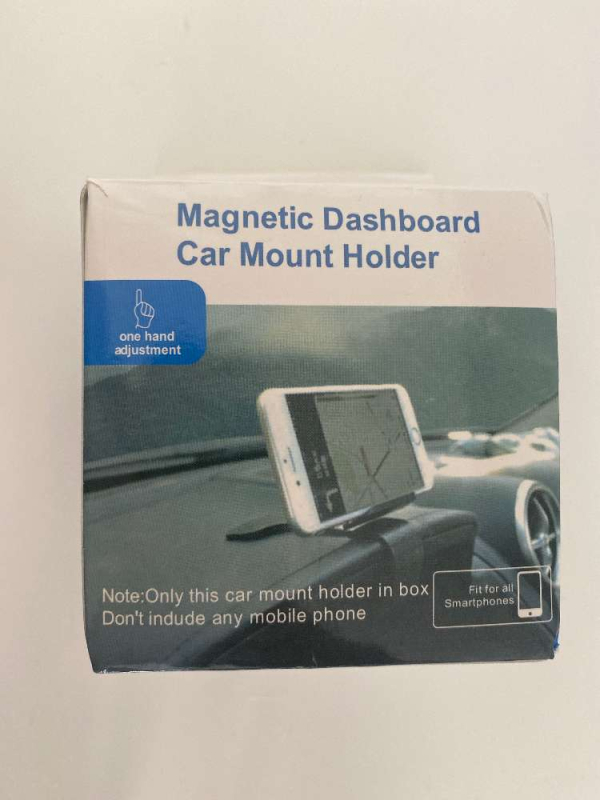 Magnetic Dashboard
Car Mount Holder
one hand
adjustment
Note:Only this car mount holder in box
Don't indude any mobile phone
Fit for all
Smartphones